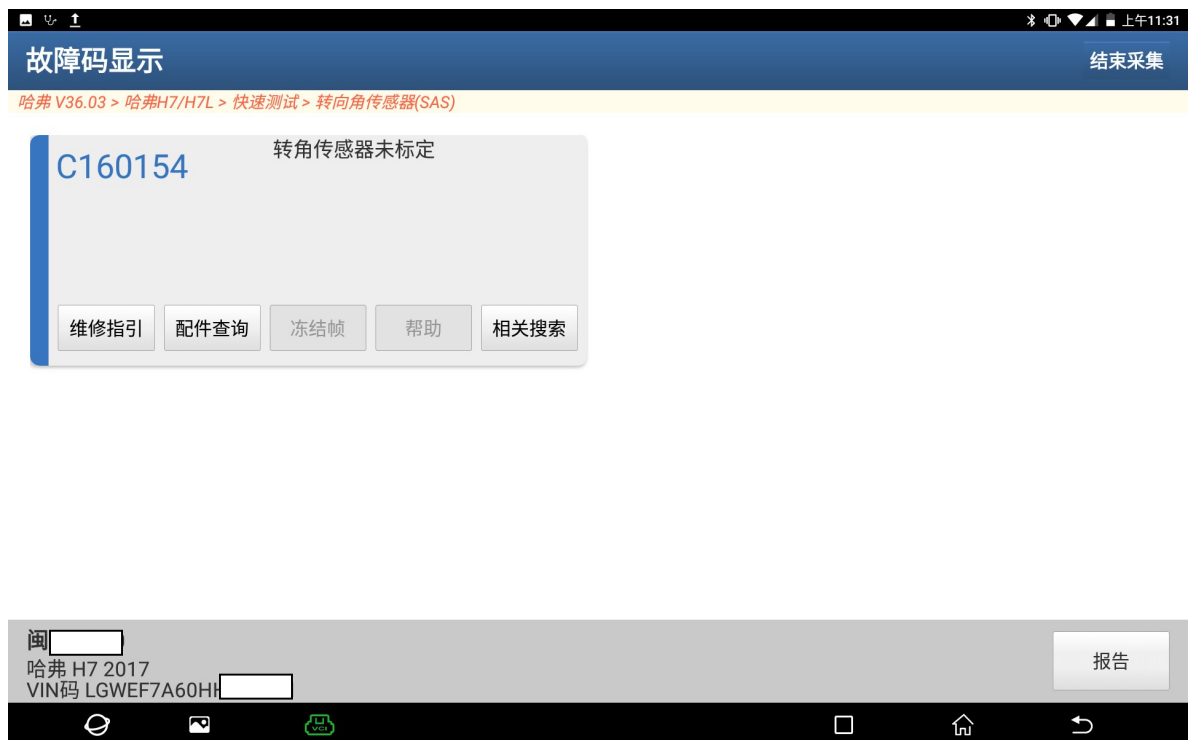 上午11:31
故障码显示
结束采集
哈弗 V36.03 > 哈弗H7/H7L > 快速测试 > 转向角传感器(SAS)
C160154
转角传感器未标定
维修指引
配件查询
冻结帧
帮助
相关搜索
闽
哈弗 H7 2017
VIN码 LGWEF7A60H
报告
VCI